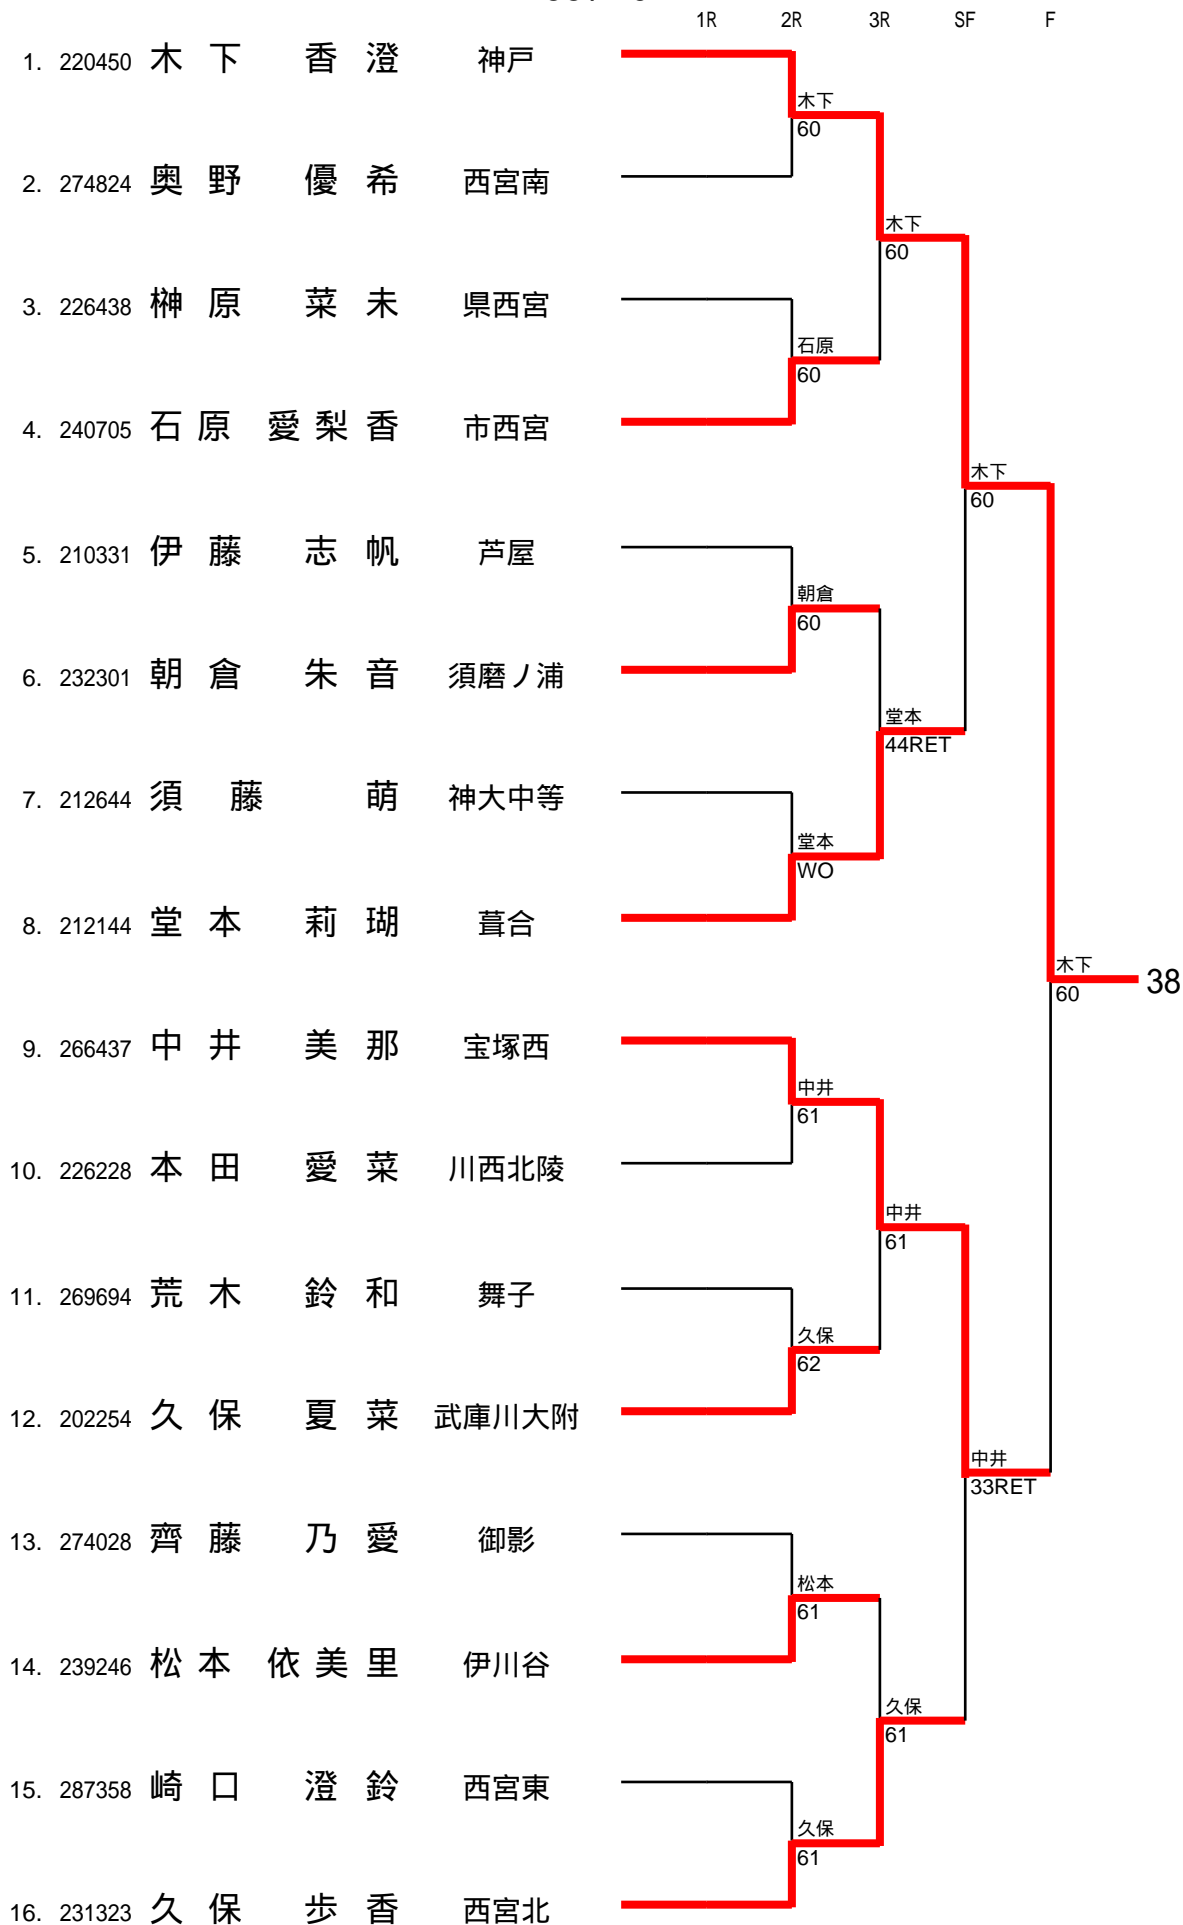 1R 2R 3R SF F
1. 220450 木下 香澄 神戸
木下
60
2. 274824 奥野 優希 西宮南
木下
60
3. 226438 榊原 菜未 県西宮
石原
60
4. 240705 石原 愛梨香 市西宮
木下
60
5. 210331 伊藤 志帆 芦屋
朝倉
60
6. 232301 朝倉 朱音 須磨ノ浦
堂本
44RET
7. 212644 須藤 萌 神大中等
堂本
WO
8. 212144 堂本 莉瑚 葺合
木下
60
38
9. 266437 中井 美那 宝塚西
中井
61
10. 226228 本田 愛菜 川西北陵
中井
61
11. 269694 荒木 鈴和 舞子
久保
62
12. 202254 久保 夏菜 武庫川大附
中井
33RET
13. 274028 齊藤 乃愛 御影
松本
61
14. 239246 松本 依美里 伊川谷
久保
61
15. 287358 崎口 澄鈴 西宮東
久保
61
16. 231323 久保 歩香 西宮北